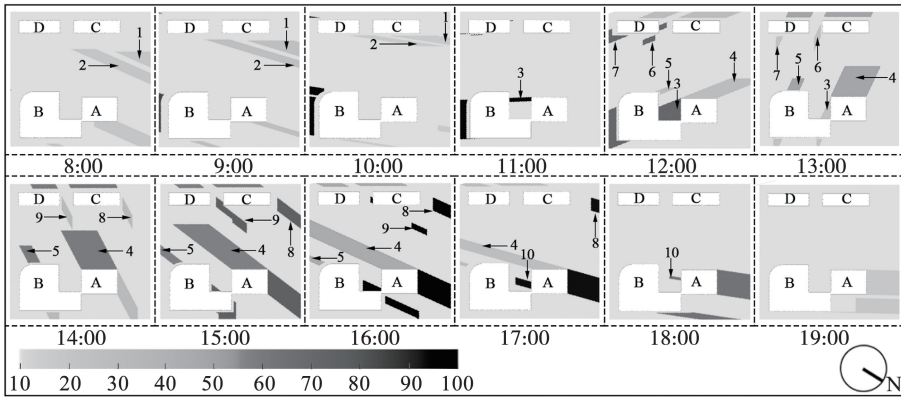 D C 1 2 B A
D C 1 2 B A
D C 1 2 B A
D C 3 B A
D C 7 6 5 4 3 B A
D C 7 5 6 3 4 B A
8:00 9:00 10:00 11:00 12:00 13:00
D C 9 8 5 4 B A
D C 9 8 4 5 B A
D C 8 9 4 5 B A
D C 8 4 10 B A
D C 10 B A
D C B A
14:00 15:00 16:00 17:00 18:00 19:00
10 20 30 40 50 60 70 80 90 100
N